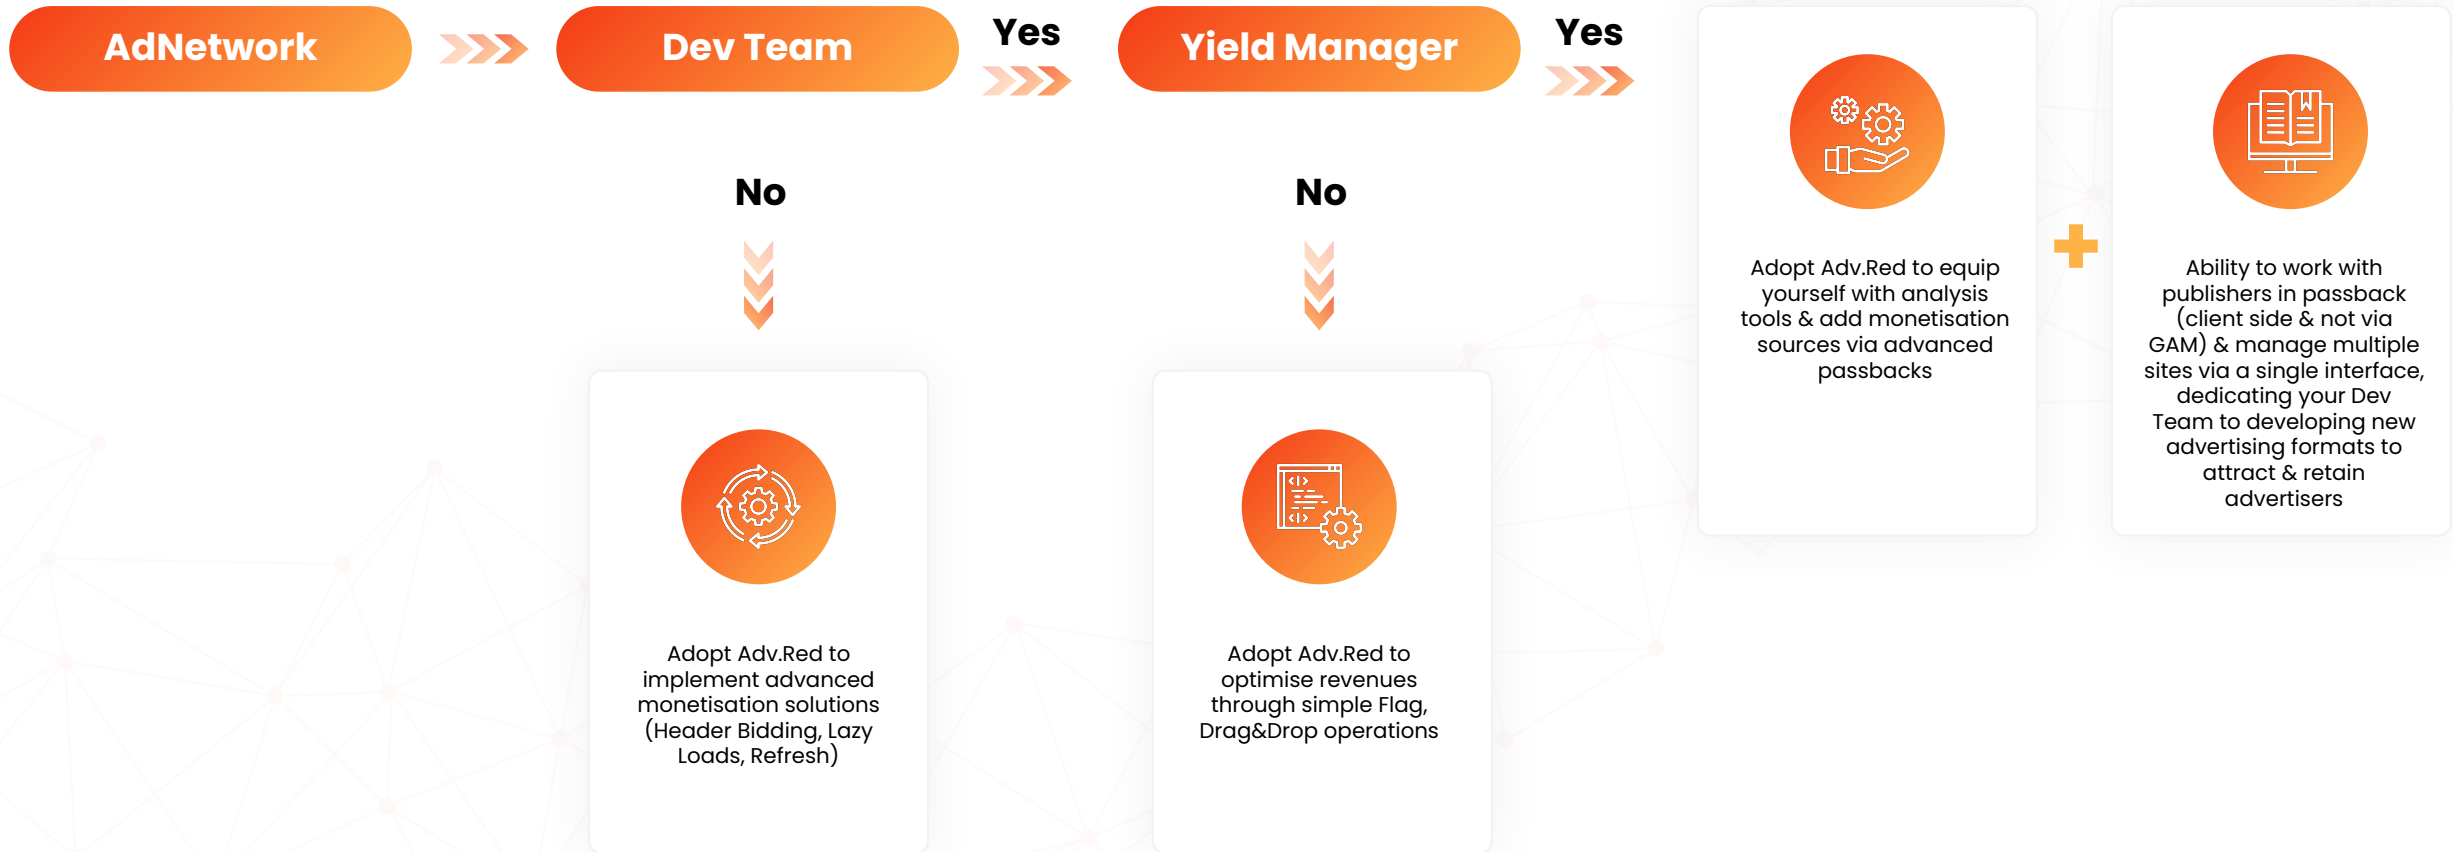 AdNetwork
Dev Team
Yes
Yield Manager
Yes
No
No
Adopt Adv.Red to
implement advanced
monetisation solutions
(Header Bidding, Lazy
Loads, Refresh)
Adopt Adv.Red to
optimise revenues
through simple Flag,
Drag&Drop operations
Adopt Adv.Red to equip
yourself with analysis
tools & add monetisation
sources via advanced
passbacks
Ability to work with
publishers in passback
(client side & not via
GAM) & manage multiple
sites via a single interface,
dedicating your Dev
Team to developing new
advertising formats to
attract & retain
advertisers